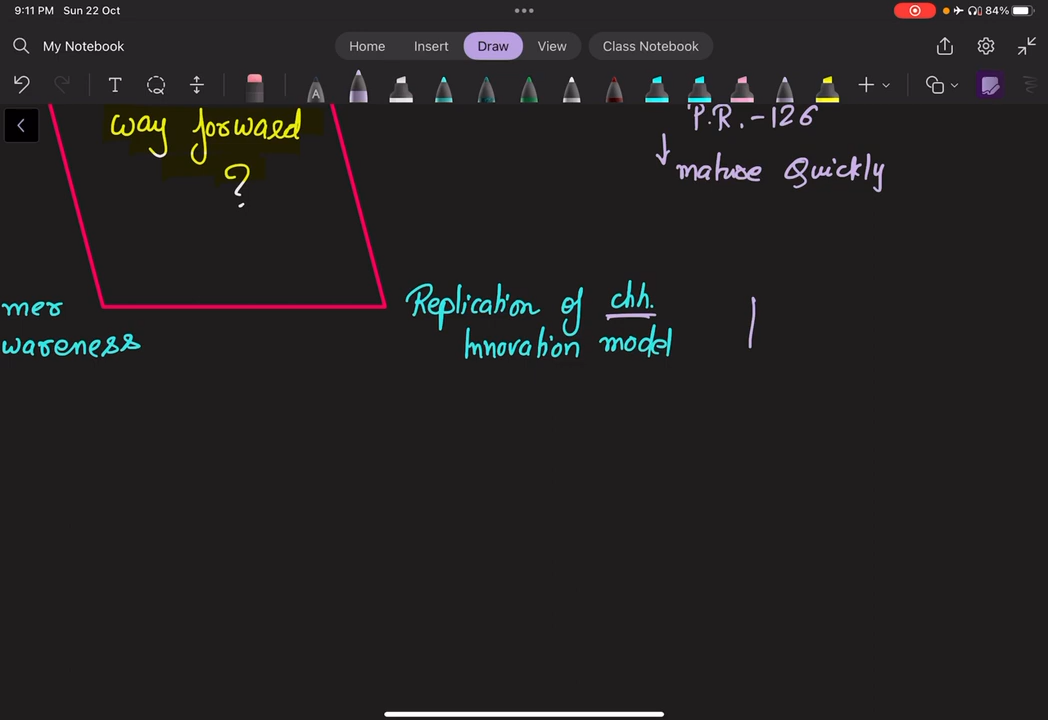 9:11 PM Sun 22 Oct
84%
My Notebook
Home Insert Draw View Class Notebook
T
A
way forward
?
P.R. - 126
mature Quickly
mer
wareness
Replication of chh.
Innovation model